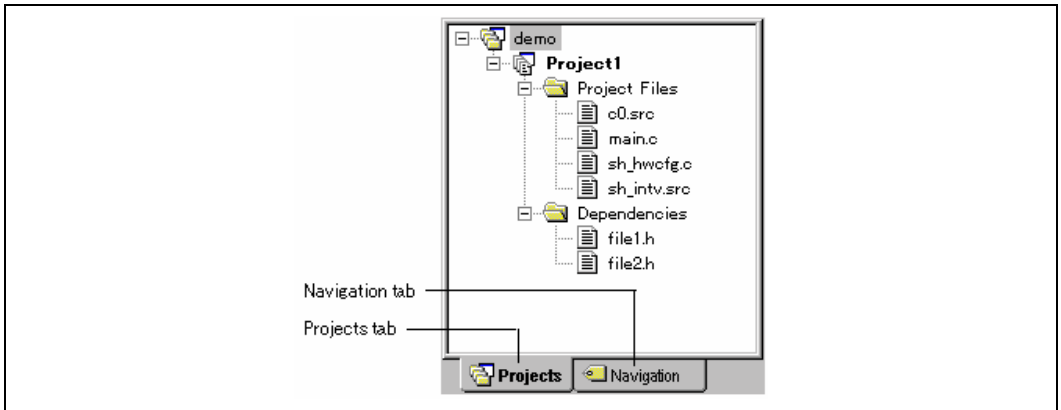 demo
Project1
Project Files
c0.src
main.c
sh_hwcfg.c
sh_intv.src
Dependencies
file1.h
file2.h
Navigation tab
Projects tab
Projects
Navigation